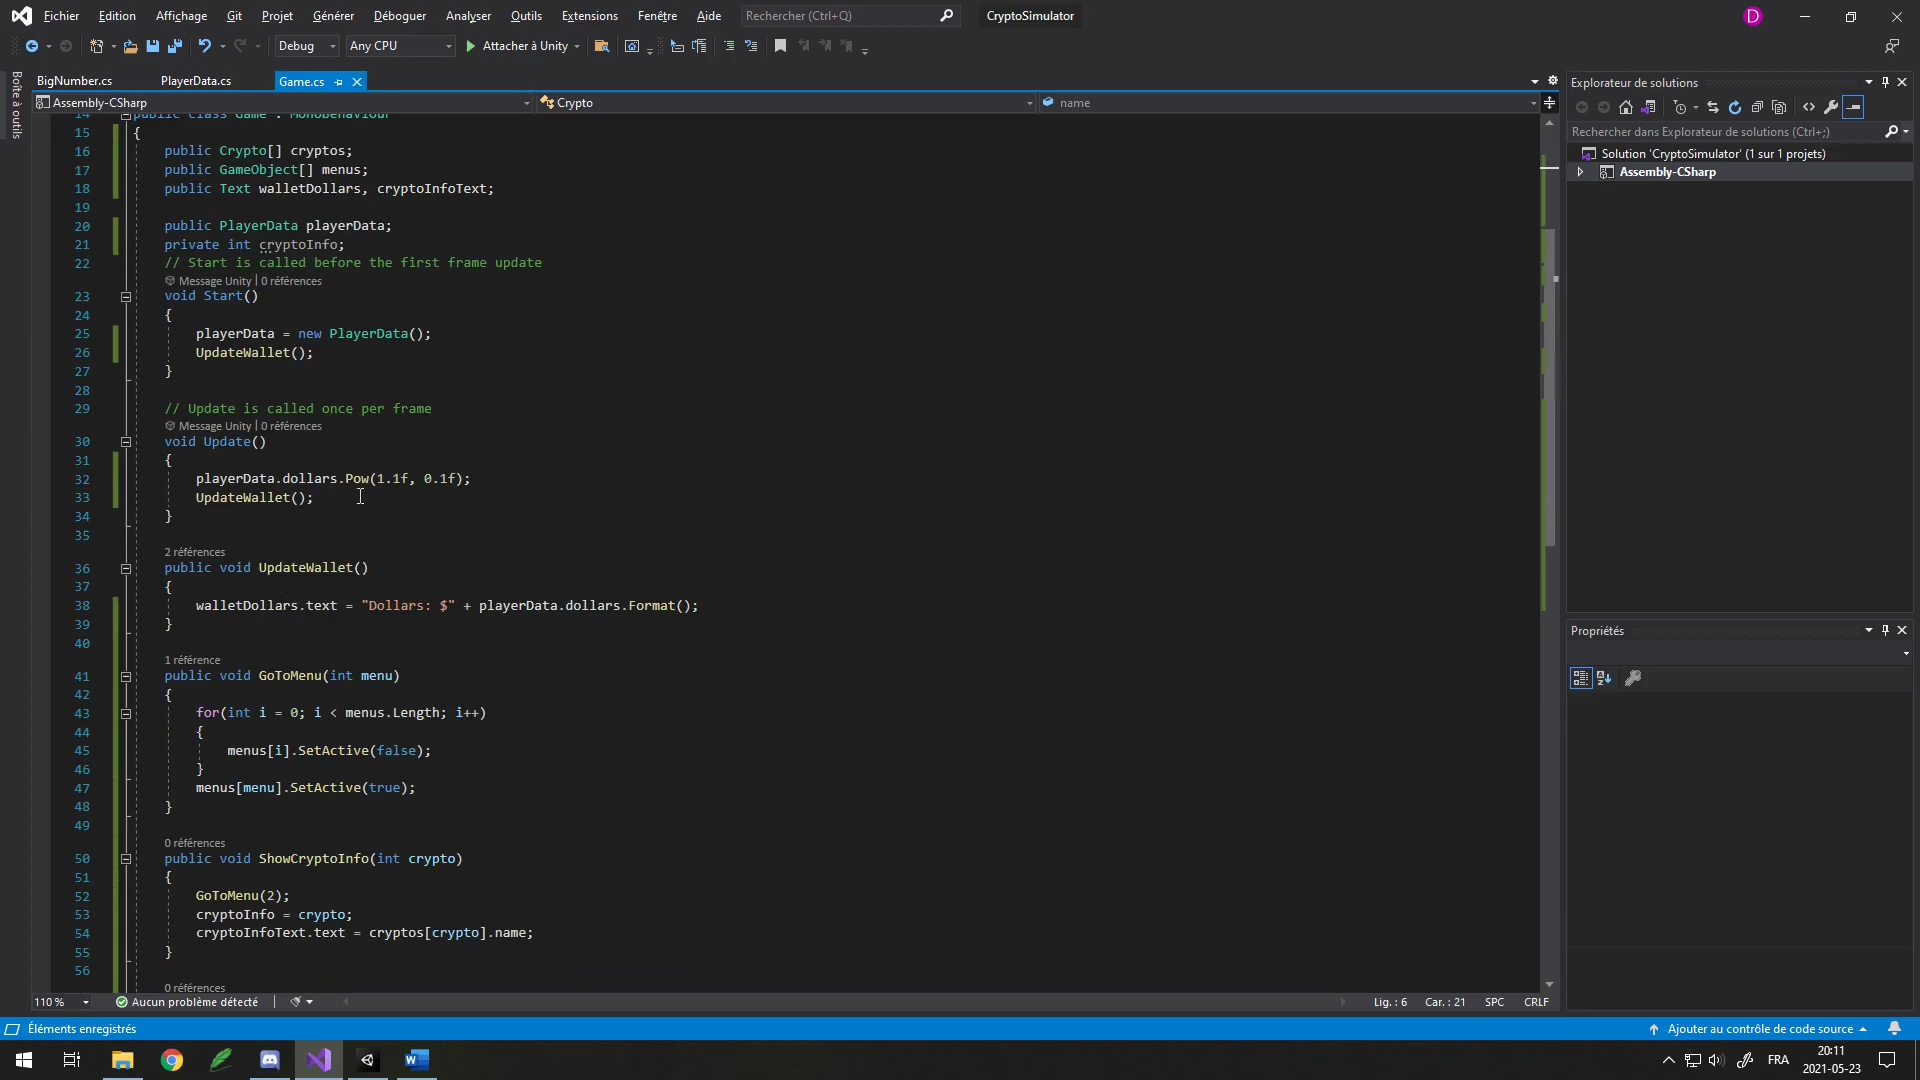 Fichier Edition Affichage Git Projet Générer Déboguer Analyser Outils Extensions Fenêtre Aide Rechercher (Ctrl+Q) CryptoSimulator D
Debug Any CPU Attacher à Unity
Boîte à outils
BigNumber.cs PlayerData.cs Game.cs
Assembly-CSharp Crypto name
14 public class Game : MonoBehaviour
15 {
16 public Crypto[] cryptos;
17 public GameObject[] menus;
18 public Text walletDollars, cryptoInfoText;
19
20 public PlayerData playerData;
21 private int cryptoInfo;
22 // Start is called before the first frame update
Message Unity | 0 références
23 void Start()
24 {
25 playerData = new PlayerData();
26 UpdateWallet();
27 }
28
29 // Update is called once per frame
Message Unity | 0 références
30 void Update()
31 {
32 playerData.dollars.Pow(1.1f, 0.1f);
33 UpdateWallet();
34 }
35
2 références
36 public void UpdateWallet()
37 {
38 walletDollars.text = "Dollars: $" + playerData.dollars.Format();
39 }
40
1 référence
41 public void GoToMenu(int menu)
42 {
43 for(int i = 0; i < menus.Length; i++)
44 {
45 menus[i].SetActive(false);
46 }
47 menus[menu].SetActive(true);
48 }
49
0 références
50 public void ShowCryptoInfo(int crypto)
51 {
52 GoToMenu(2);
53 cryptoInfo = crypto;
54 cryptoInfoText.text = cryptos[crypto].name;
55 }
56
0 références
110 % Aucun problème détecté Lig. : 6 Car. : 21 SPC CRLF
Explorateur de solutions
Rechercher dans Explorateur de solutions (Ctrl+;)
Solution 'CryptoSimulator' (1 sur 1 projets)
Assembly-CSharp
Propriétés
Éléments enregistrés Ajouter au contrôle de code source
FRA 20:11
2021-05-23